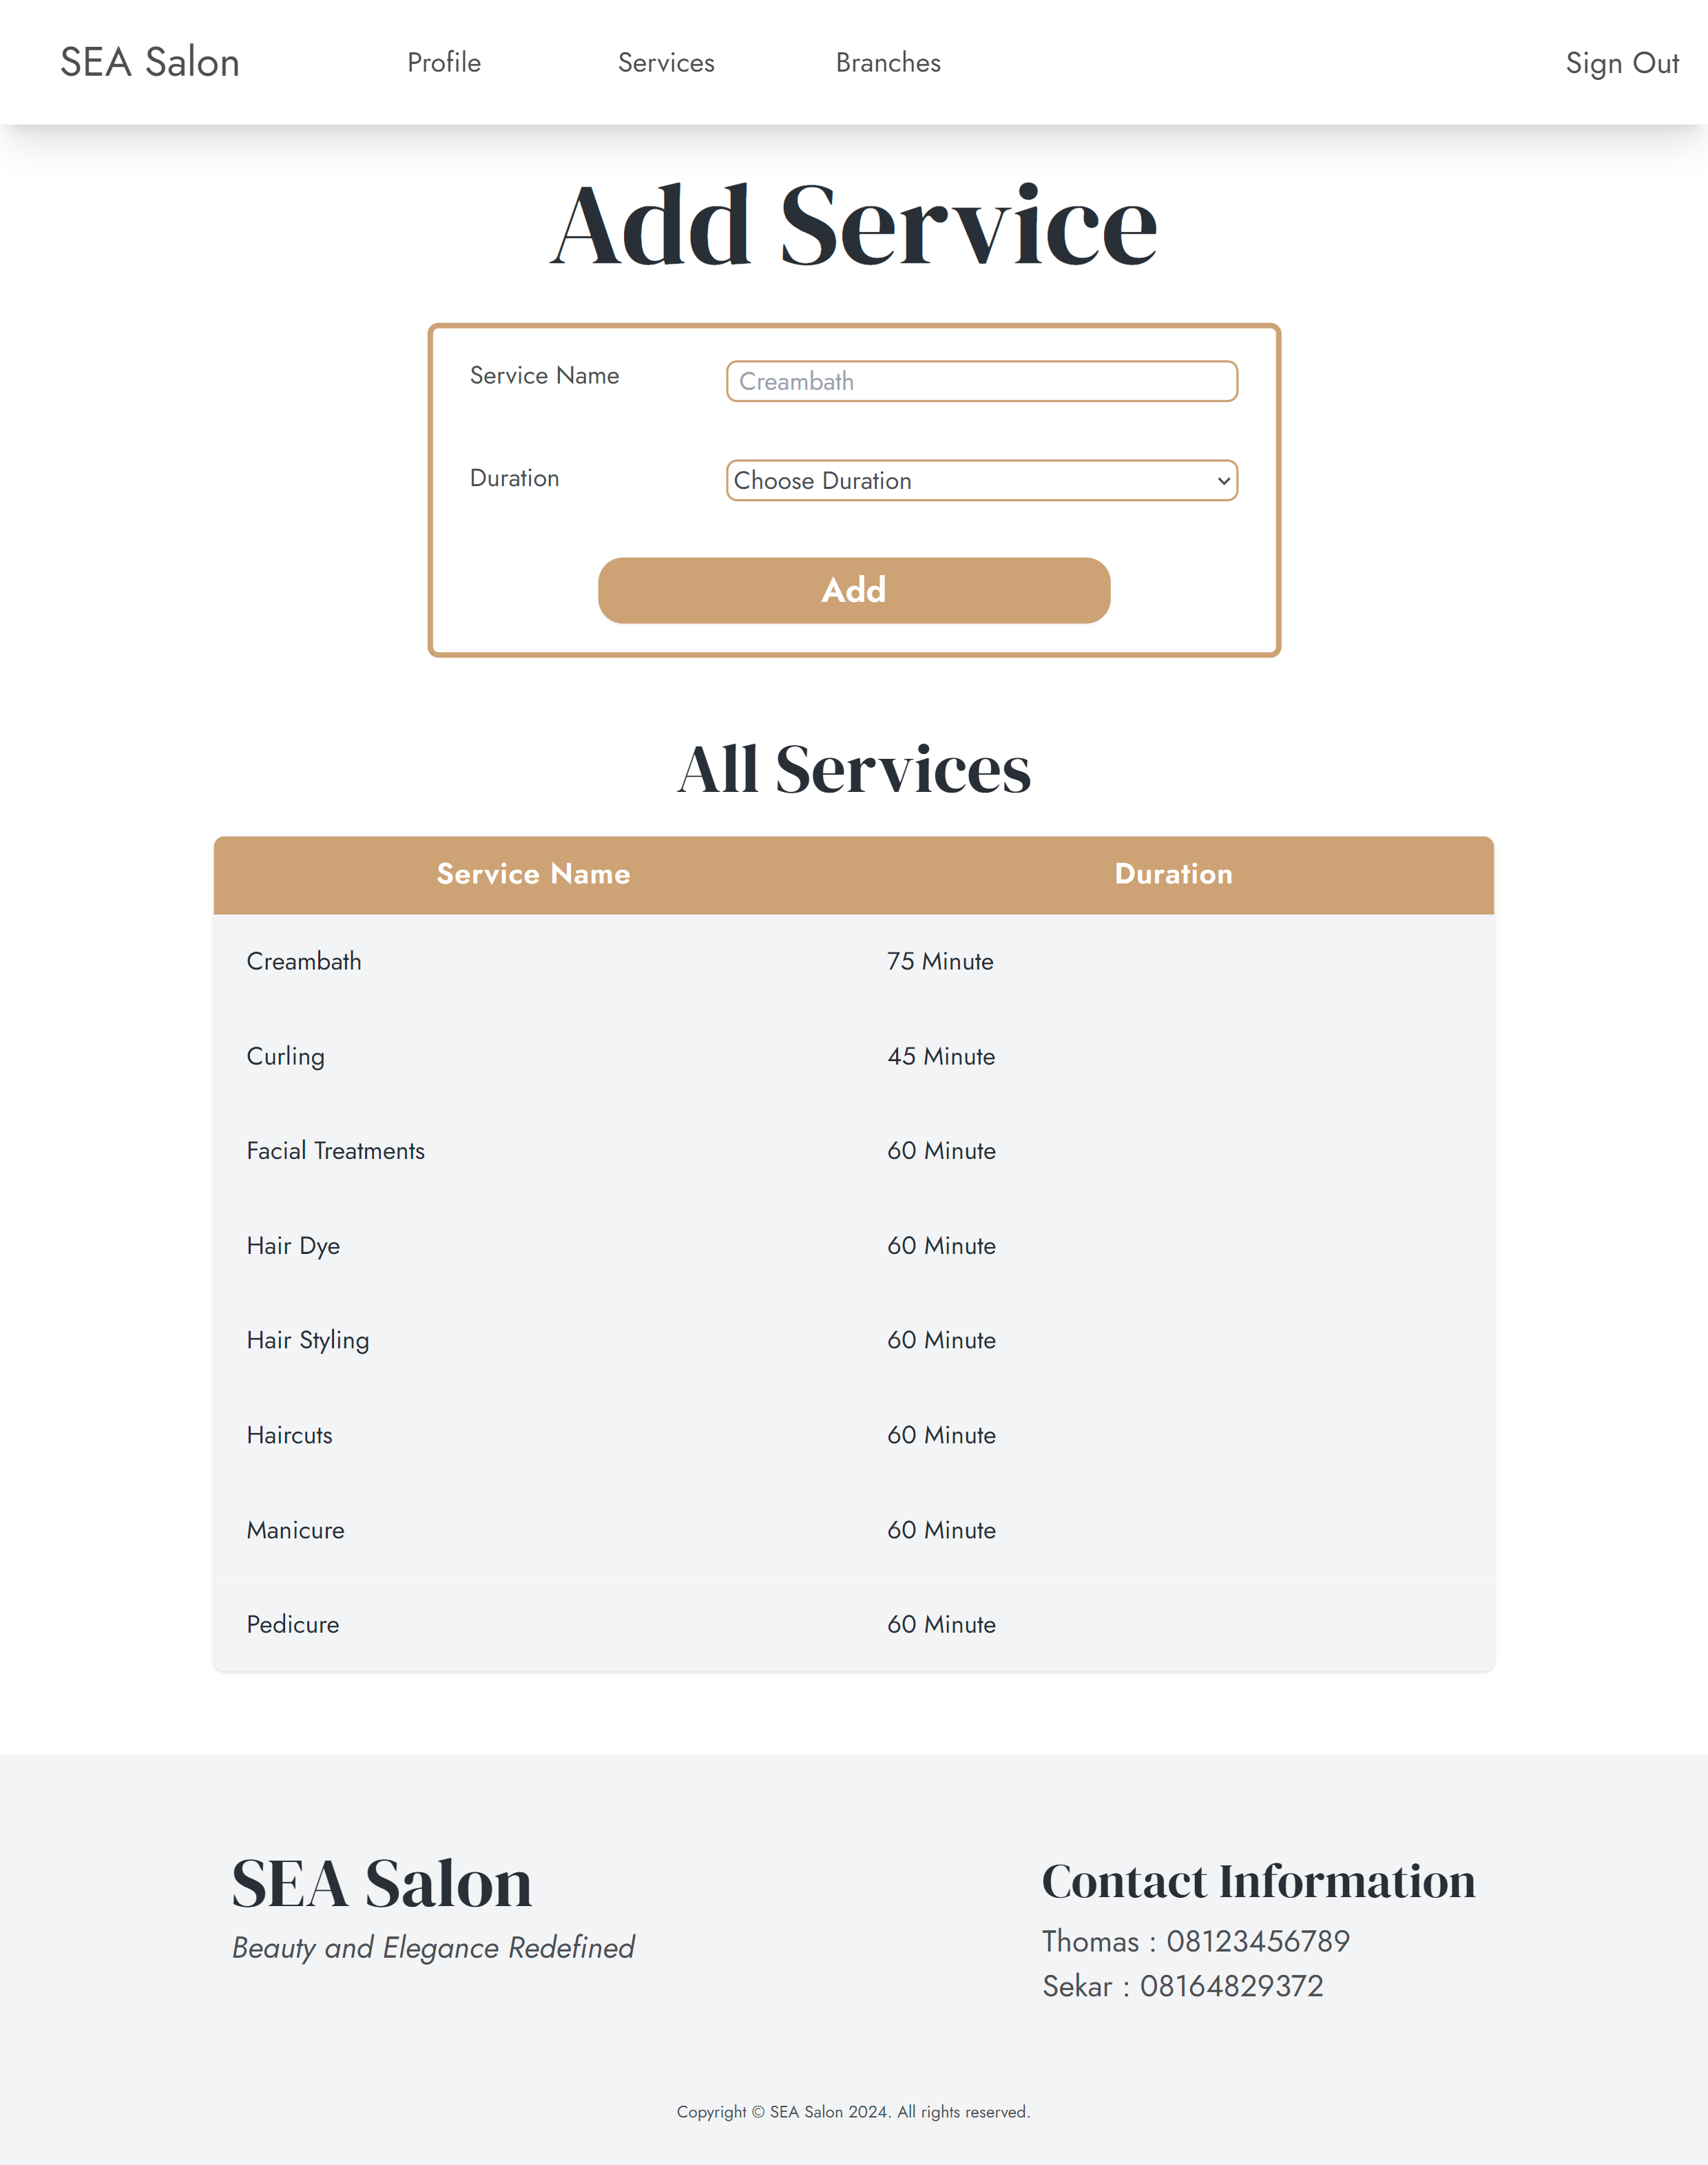 SEA Salon Profile Services Branches Sign Out
Add Service
Service Name Creambath
Duration Choose Duration
Add
All Services
Service Name Duration
Creambath 75 Minute
Curling 45 Minute
Facial Treatments 60 Minute
Hair Dye 60 Minute
Hair Styling 60 Minute
Haircuts 60 Minute
Manicure 60 Minute
Pedicure 60 Minute
SEA Salon
Beauty and Elegance Redefined
Contact Information
Thomas : 08123456789
Sekar : 08164829372
Copyright © SEA Salon 2024. All rights reserved.